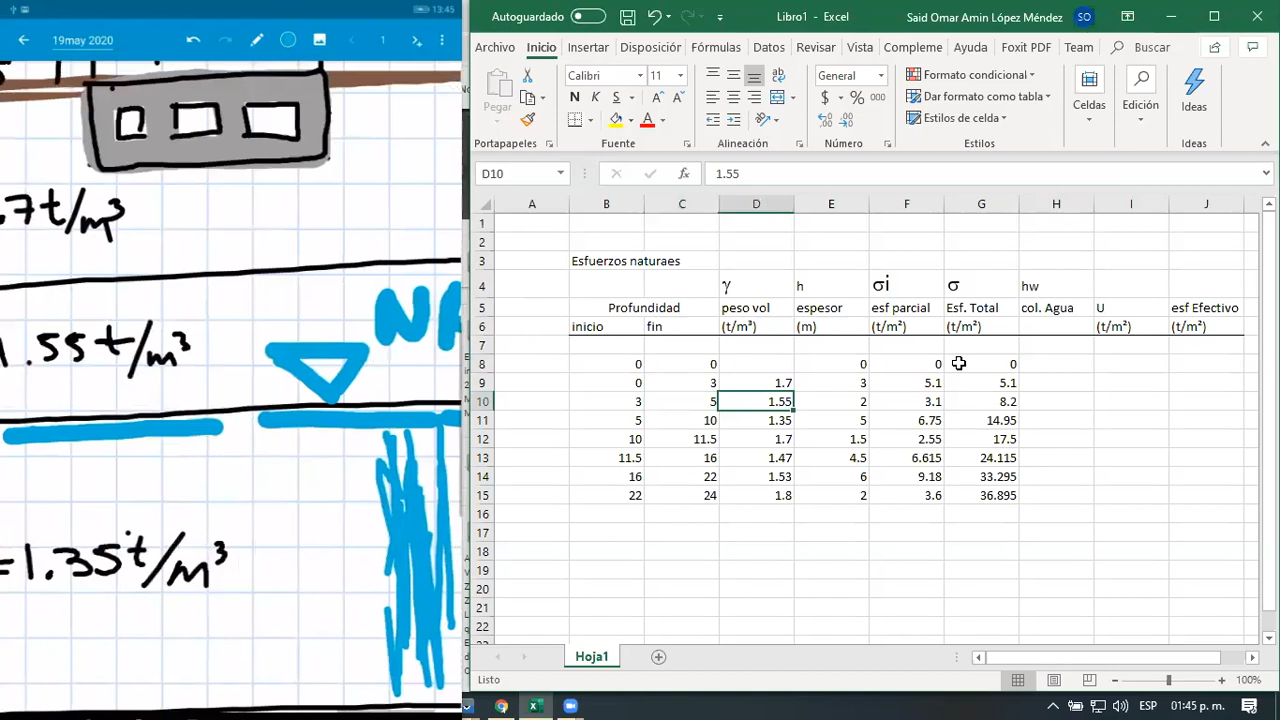 13:45
19may 2020
1
.7t/m³
1.55t/m³
NA
=1.35t/m³
Autoguardado
Libro1 - Excel
Said Omar Amin López Méndez
SO
Archivo Inicio Insertar Disposición Fórmulas Datos Revisar Vista Compleme Ayuda Foxit PDF Team Buscar
Pegar
Calibri 11
N K S
General
$ % 000
Formato condicional
Dar formato como tabla
Estilos de celda
Celdas
Edición
Ideas
Portapapeles Fuente Alineación Número Estilos Ideas
D10 fx 1.55
A B C D E F G H I J
1
2
3 Esfuerzos naturaes
4 γ h σi σ hw
5 Profundidad peso vol espesor esf parcial Esf. Total col. Agua U esf Efectivo
6 inicio fin (t/m³) (m) (t/m²) (t/m²) (t/m²) (t/m²)
7
8 0 0 0 0 0
9 0 3 1.7 3 5.1 5.1
10 3 5 1.55 2 3.1 8.2
11 5 10 1.35 5 6.75 14.95
12 10 11.5 1.7 1.5 2.55 17.5
13 11.5 16 1.47 4.5 6.615 24.115
14 16 22 1.53 6 9.18 33.295
15 22 24 1.8 2 3.6 36.895
16
17
18
19
20
21
22
Hoja1
Listo
100%
01:45 p. m.